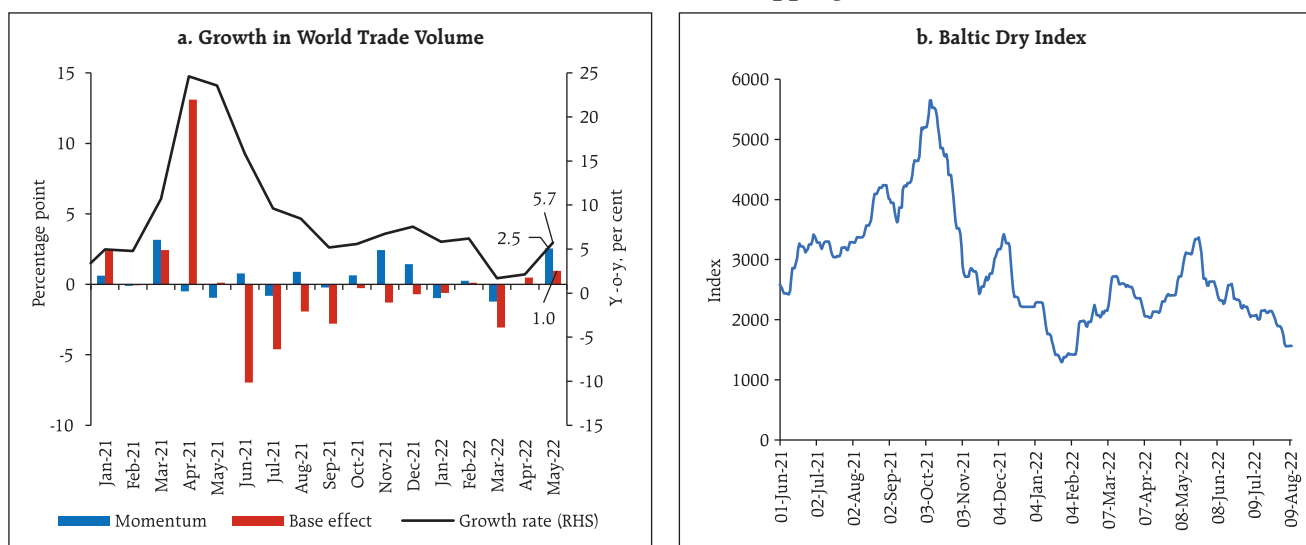 a. Growth in World Trade Volume
15
10
5
0
-5
-10
Percentage point
25
20
15
10
5
0
-5
-10
-15
Y-o-y, per cent
5.7
2.5
1.0
Jan-21
Feb-21
Mar-21
Apr-21
May-21
Jun-21
Jul-21
Aug-21
Sep-21
Oct-21
Nov-21
Dec-21
Jan-22
Feb-22
Mar-22
Apr-22
May-22
Momentum Base effect Growth rate (RHS)
b. Baltic Dry Index
6000
5000
4000
3000
2000
1000
0
Index
01-Jun-21
02-Jul-21
02-Aug-21
02-Sep-21
03-Oct-21
03-Nov-21
04-Dec-21
04-Jan-22
04-Feb-22
07-Mar-22
07-Apr-22
08-May-22
08-Jun-22
09-Jul-22
09-Aug-22